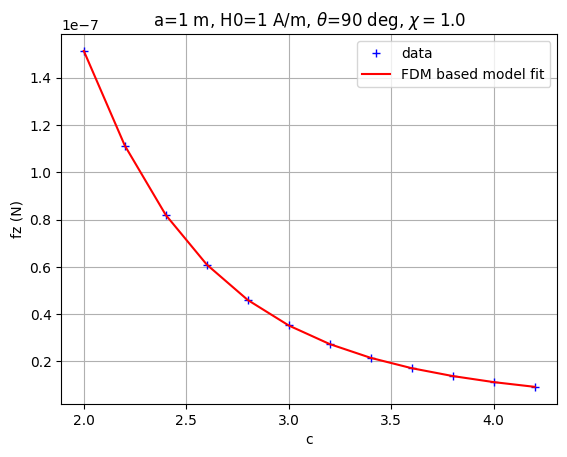 a=1 m, H0=1 A/m, θ=90 deg, χ = 1.0
1e−7
data
FDM based model fit
1.4
1.2
1.0
0.8
0.6
0.4
0.2
fz (N)
2.0 2.5 3.0 3.5 4.0
c